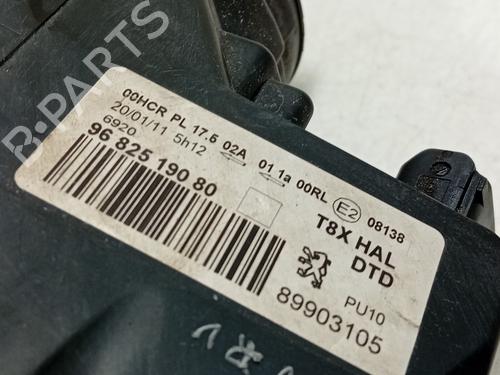 B-PARTS
00HCR PL 17.5 02A 01 1a 00RL E2 08138
20/01/11 5h12
6920
96 825 190 80
T8X HAL
DTD
PU10
89903105